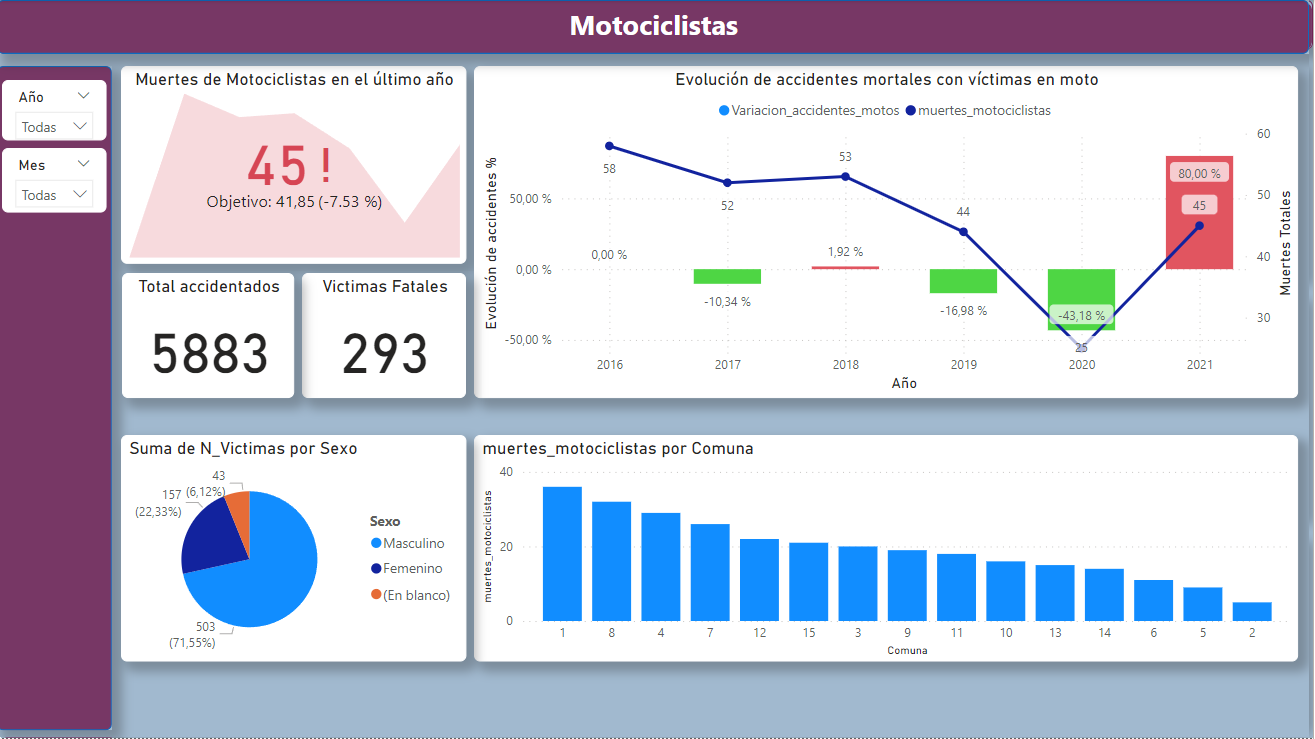 Motociclistas
Año
Todas
Mes
Todas
Muertes de Motociclistas en el último año
45!
Objetivo: 41,85 (-7.53 %)
Total accidentados
5883
Victimas Fatales
293
Evolución de accidentes mortales con víctimas en moto
Variacion_accidentes_motos muertes_motociclistas
Evolución de accidentes %
50,00 %
0,00 %
-50,00 %
58
52
53
44
25
45
0,00 %
-10,34 %
1,92 %
-16,98 %
-43,18 %
80,00 %
60
50
40
30
Muertes Totales
2016 2017 2018 2019 2020 2021
Año
Suma de N_Victimas por Sexo
43
(6,12%)
157
(22,33%)
503
(71,55%)
Sexo
Masculino
Femenino
(En blanco)
muertes_motociclistas por Comuna
muertes_motociclistas
40
20
0
1 8 4 7 12 15 3 9 11 10 13 14 6 5 2
Comuna